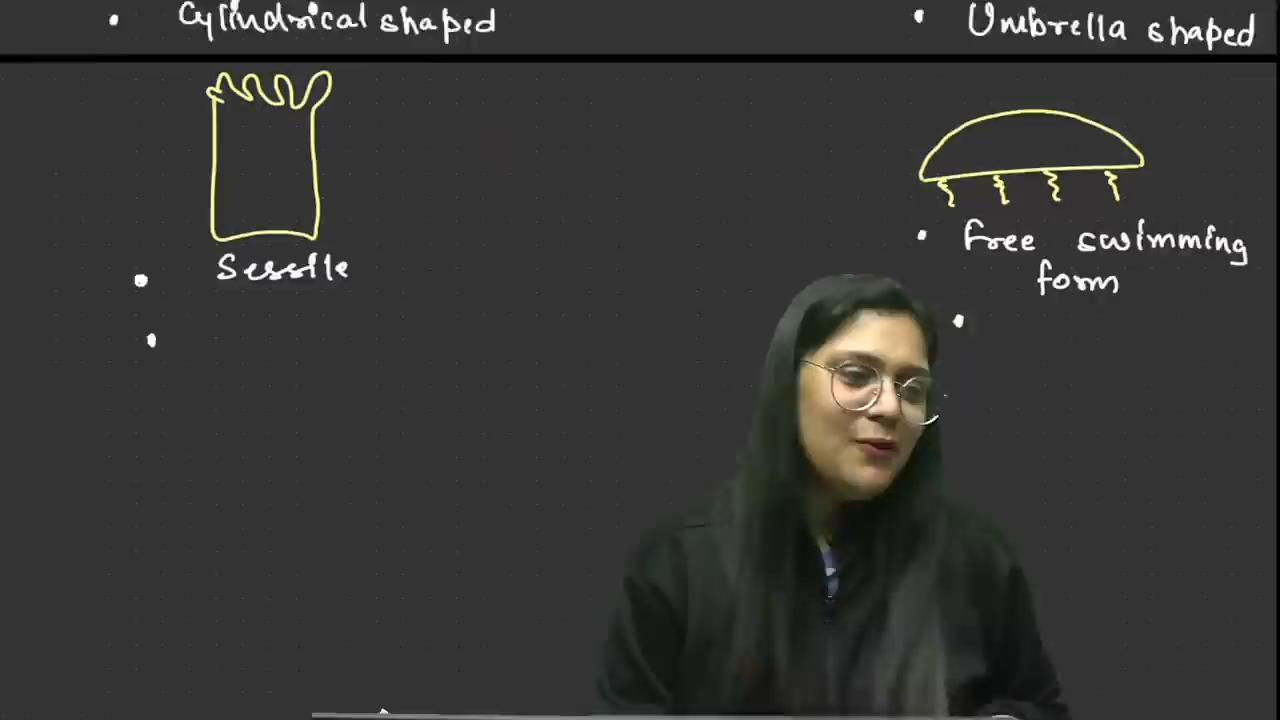 • Cylindrical shaped
• Umbrella shaped
• Sessile
• free swimming
form